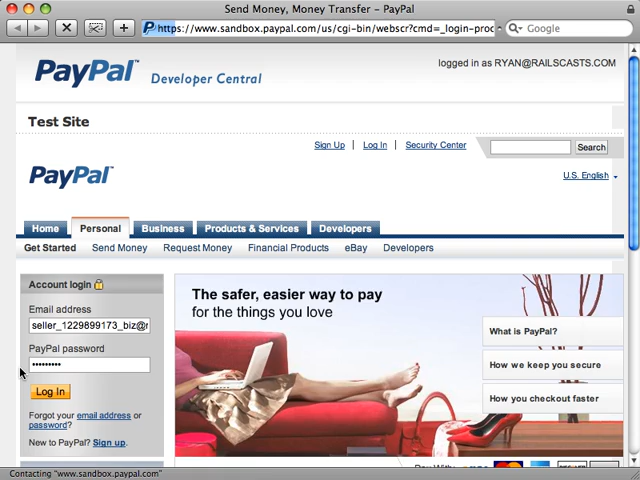 Send Money, Money Transfer – PayPal
https://www.sandbox.paypal.com/us/cgi-bin/webscr?cmd=_login-proc
Google
PayPal™ Developer Central
logged in as RYAN@RAILSCASTS.COM
Test Site
Sign Up | Log In | Security Center
Search
PayPal™
U.S. English
Home Personal Business Products & Services Developers
Get Started Send Money Request Money Financial Products eBay Developers
Account login
Email address
seller_1229899173_biz@r
PayPal password
•••••••••
Log In
Forgot your email address or
password?
New to PayPal? Sign up.
The safer, easier way to pay
for the things you love
What is PayPal?
How we keep you secure
How you checkout faster
Contacting "www.sandbox.paypal.com"